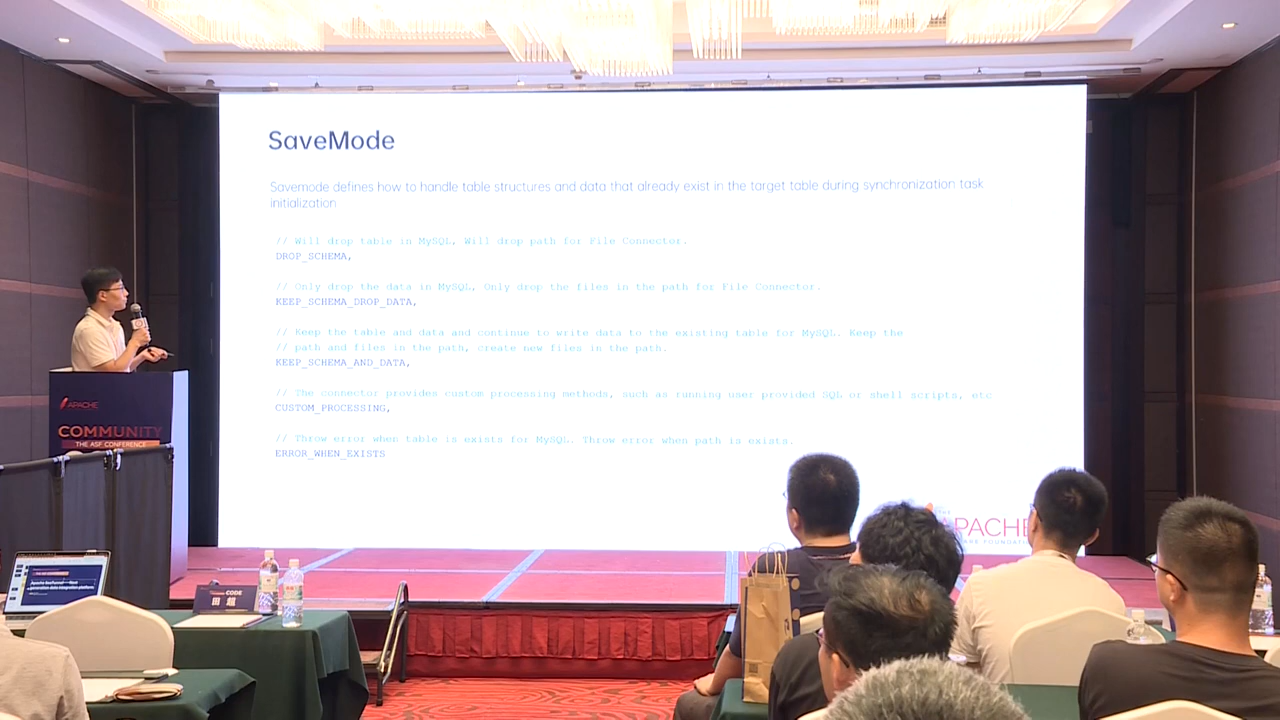 SaveMode
Savemode defines how to handle table structures and data that already exist in the target table during synchronization task
initialization
// Will drop table in MySQL, Will drop path for File Connector.
DROP_SCHEMA,
// Only drop the data in MySQL, Only drop the files in the path for File Connector.
KEEP_SCHEMA_DROP_DATA,
// Keep the table and data and continue to write data to the existing table for MySQL. Keep the
// path and files in the path, create new files in the path.
KEEP_SCHEMA_AND_DATA,
// The connector provides custom processing methods, such as running user provided SQL or shell scripts, etc
CUSTOM_PROCESSING,
// Throw error when table is exists for MySQL. Throw error when path is exists.
ERROR_WHEN_EXISTS
THE
APACHE
APACHE
COMMUNITY
THE ASF CONFERENCE
CODE
田 超